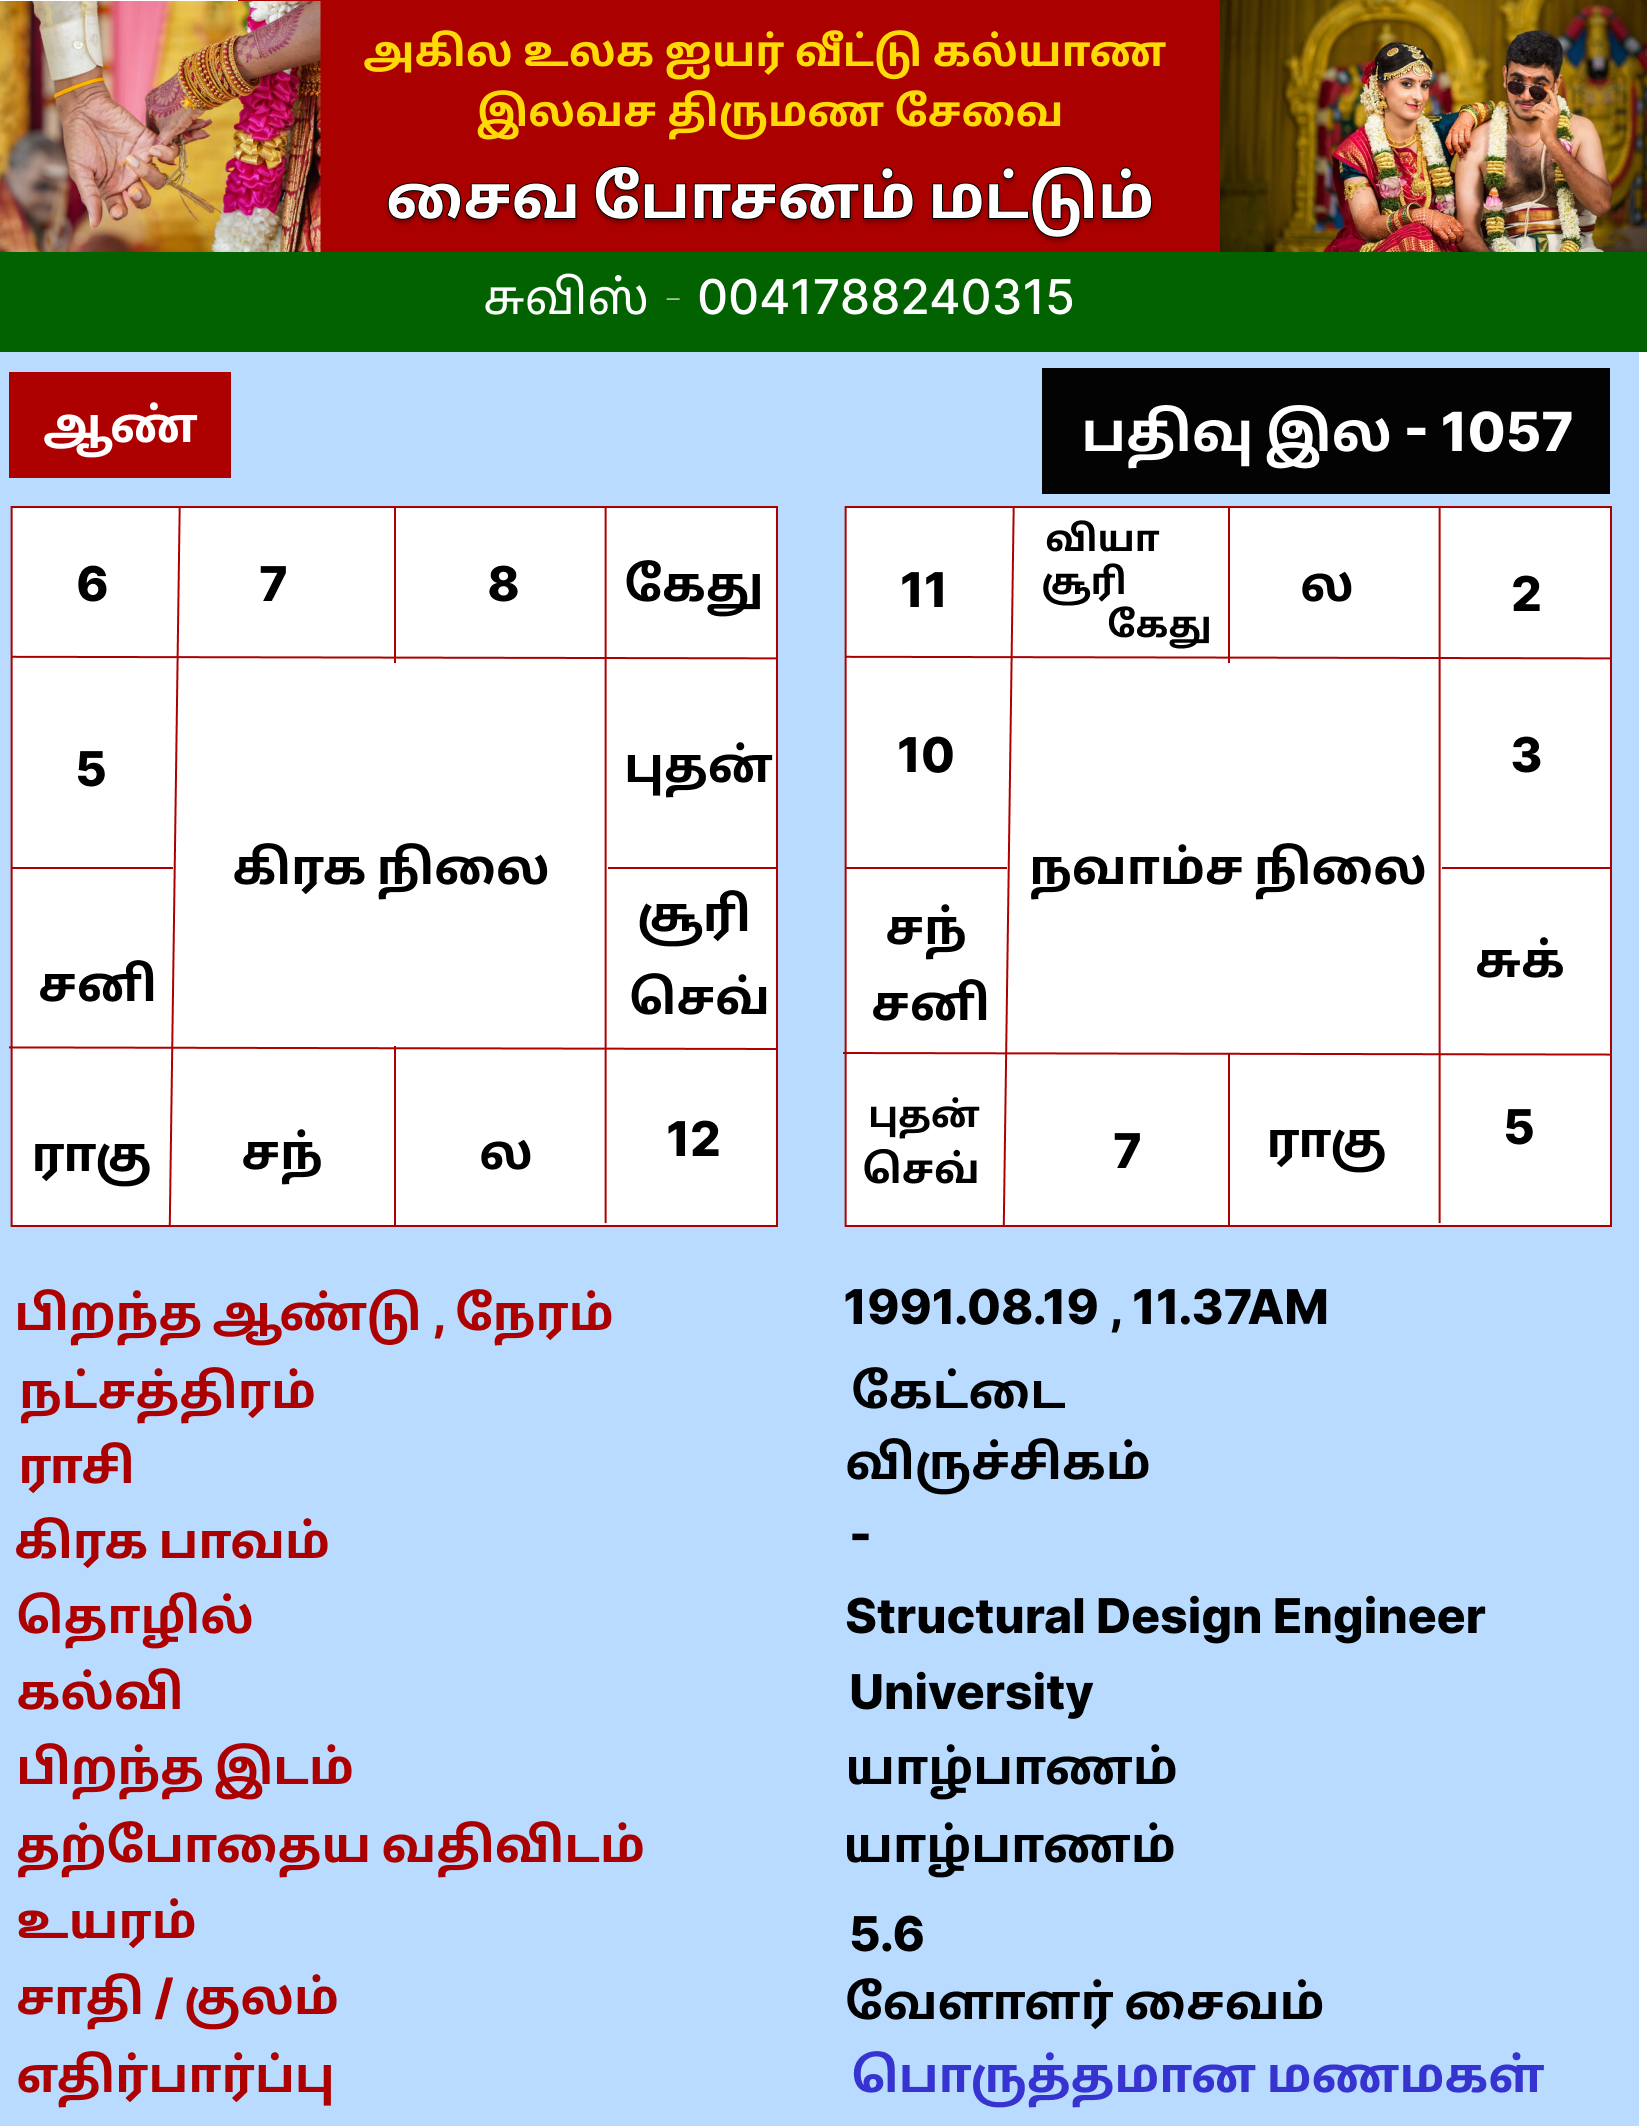 அகில உலக ஐயர் வீட்டு கல்யாண
இலவச திருமண சேவை
சைவ போசனம் மட்டும்
சுவிஸ் - 0041788240315
ஆண்
பதிவு இல - 1057
6 7 8 கேது
5 புதன்
கிரக நிலை
சனி சூரி
செவ்
ராகு சந் ல 12
11 வியா
சூரி
கேது
ல 2
10 3
நவாம்ச நிலை
சந்
சனி
சுக்
புதன்
செவ்
7 ராகு 5
பிறந்த ஆண்டு , நேரம் 1991.08.19 , 11.37AM
நட்சத்திரம் கேட்டை
ராசி விருச்சிகம்
கிரக பாவம் -
தொழில் Structural Design Engineer
கல்வி University
பிறந்த இடம் யாழ்பாணம்
தற்போதைய வதிவிடம் யாழ்பாணம்
உயரம் 5.6
சாதி / குலம் வேளாளர் சைவம்
எதிர்பார்ப்பு பொருத்தமான மணமகள்